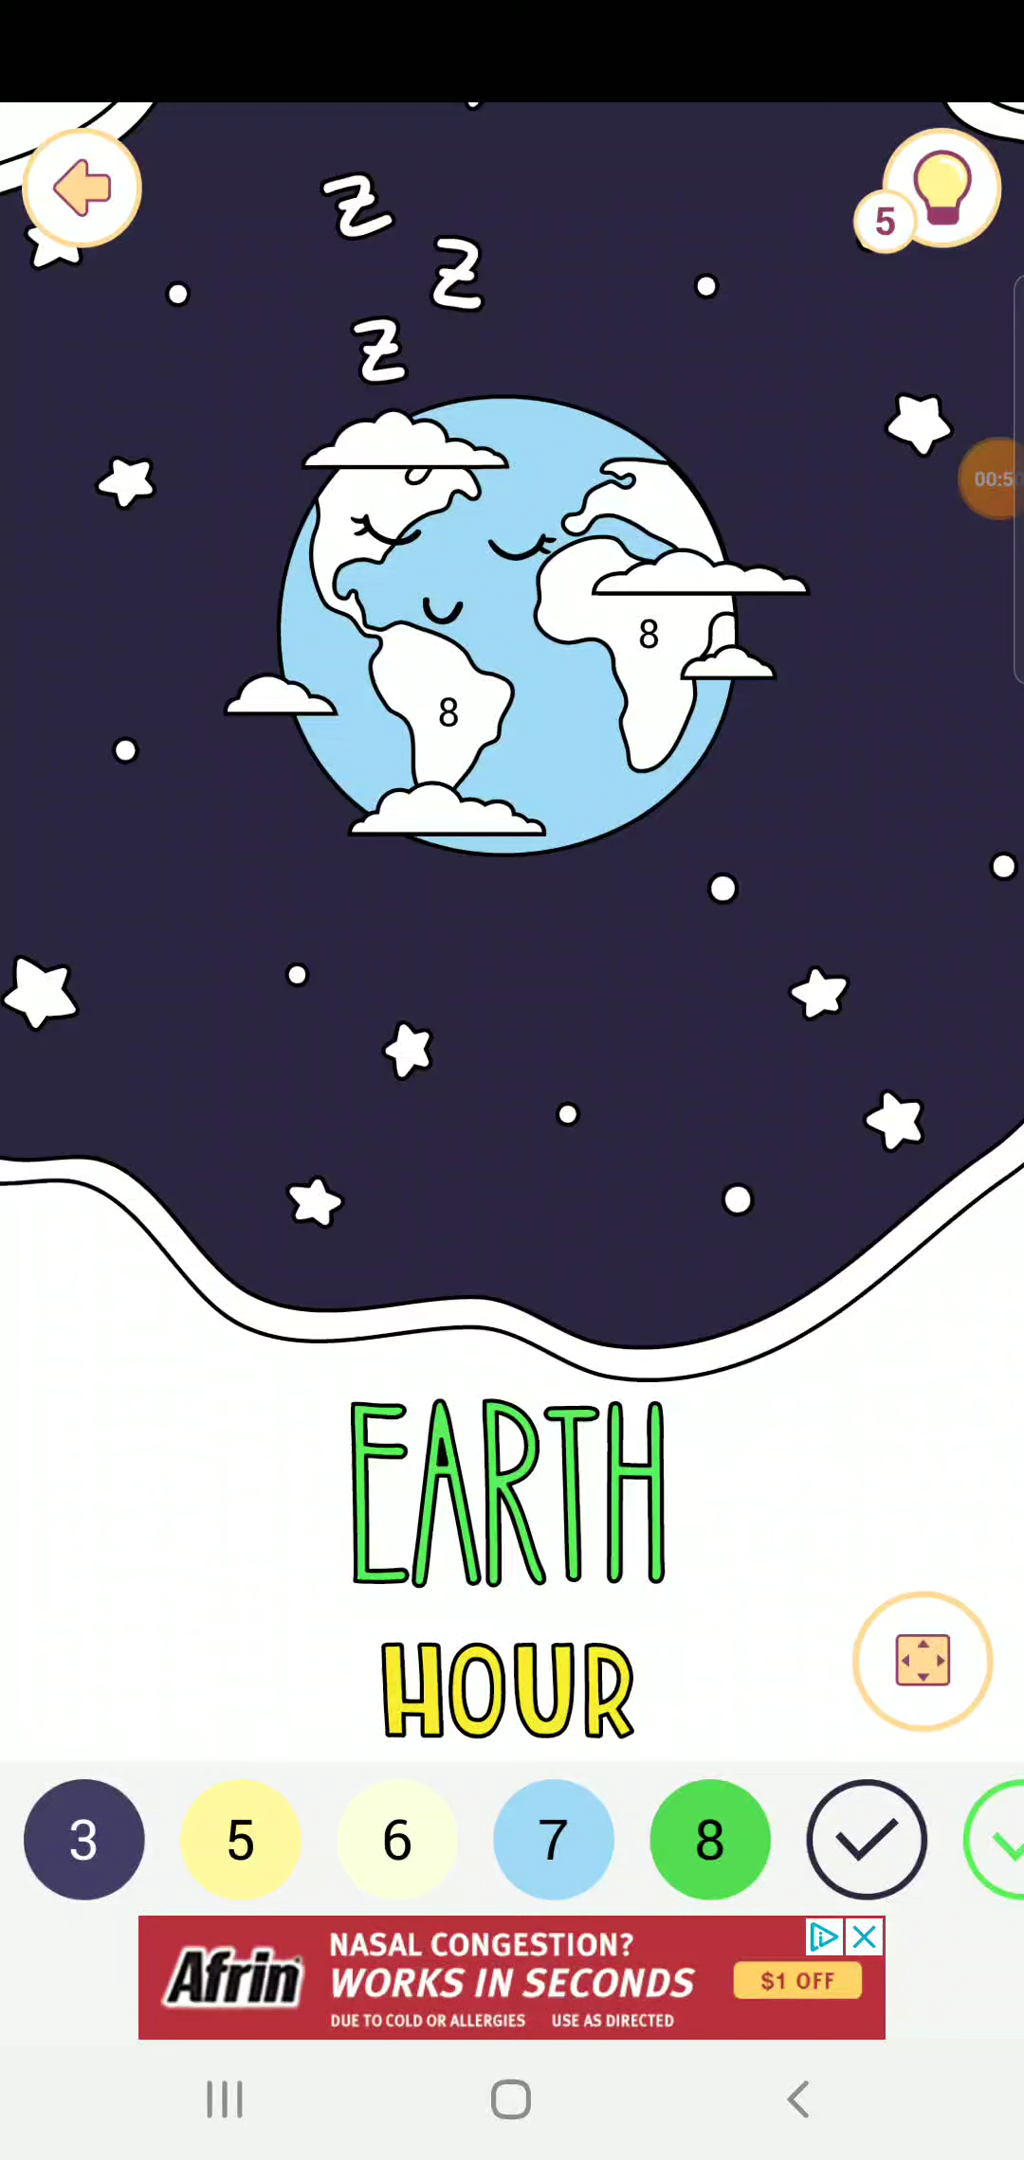 Z
Z
Z
5
00:5
8
8
EARTH
HOUR
3 5 6 7 8
Afrin
NASAL CONGESTION?
WORKS IN SECONDS
DUE TO COLD OR ALLERGIES USE AS DIRECTED
$1 OFF